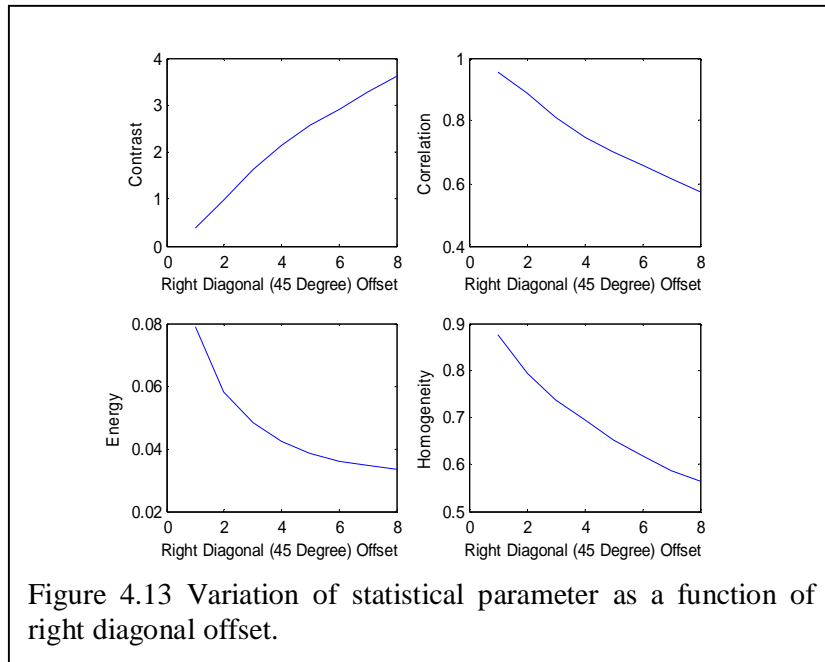 4
3
2
1
0
Contrast
0 2 4 6 8
Right Diagonal (45 Degree) Offset
1
0.8
0.6
0.4
Correlation
0 2 4 6 8
Right Diagonal (45 Degree) Offset
0.08
0.06
0.04
0.02
Energy
0 2 4 6 8
Right Diagonal (45 Degree) Offset
0.9
0.8
0.7
0.6
0.5
Homogeneity
0 2 4 6 8
Right Diagonal (45 Degree) Offset
Figure 4.13 Variation of statistical parameter as a function of
right diagonal offset.